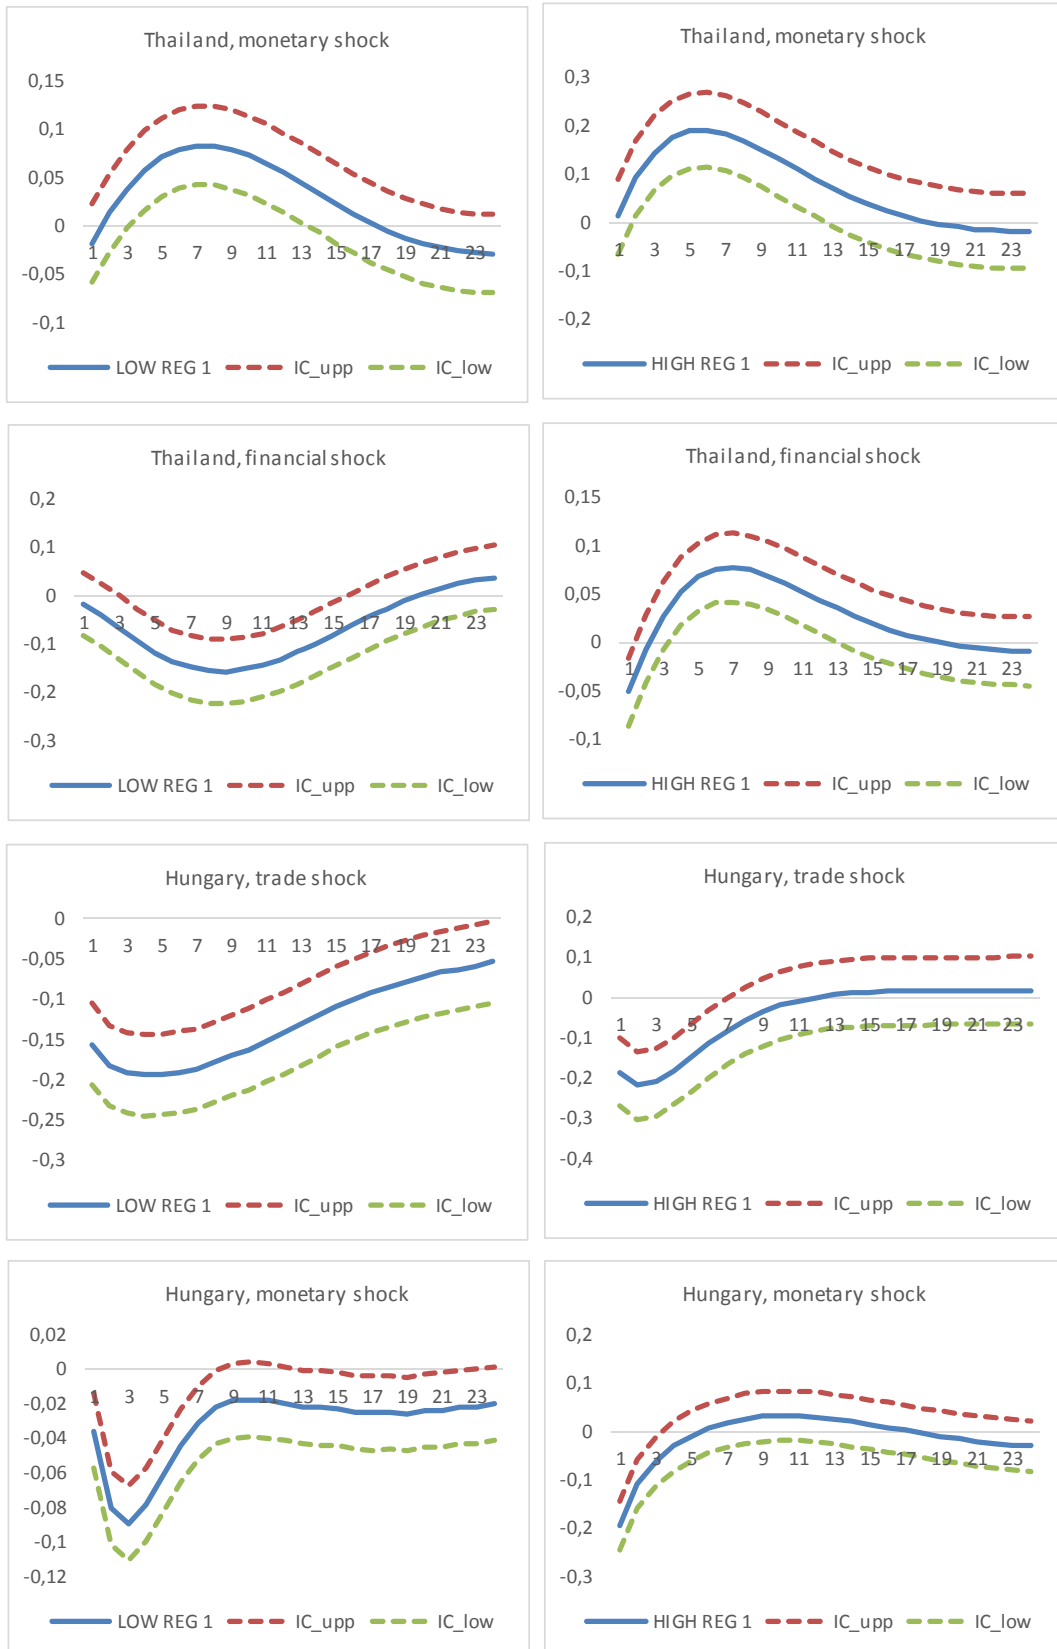 Thailand, monetary shock
0,15
0,1
0,05
0
-0,05
-0,1
1 3 5 7 9 11 13 15 17 19 21 23
LOW REG 1 IC_upp IC_low
Thailand, monetary shock
0,3
0,2
0,1
0
-0,1
-0,2
1 3 5 7 9 11 13 15 17 19 21 23
HIGH REG 1 IC_upp IC_low
Thailand, financial shock
0,2
0,1
0
-0,1
-0,2
-0,3
1 3 5 7 9 11 13 15 17 19 21 23
LOW REG 1 IC_upp IC_low
Thailand, financial shock
0,15
0,1
0,05
0
-0,05
-0,1
1 3 5 7 9 11 13 15 17 19 21 23
HIGH REG 1 IC_upp IC_low
Hungary, trade shock
0
-0,05
-0,1
-0,15
-0,2
-0,25
-0,3
1 3 5 7 9 11 13 15 17 19 21 23
LOW REG 1 IC_upp IC_low
Hungary, trade shock
0,2
0,1
0
-0,1
-0,2
-0,3
-0,4
1 3 5 7 9 11 13 15 17 19 21 23
HIGH REG 1 IC_upp IC_low
Hungary, monetary shock
0,02
0
-0,02
-0,04
-0,06
-0,08
-0,1
-0,12
1 3 5 7 9 11 13 15 17 19 21 23
LOW REG 1 IC_upp IC_low
Hungary, monetary shock
0,2
0,1
0
-0,1
-0,2
-0,3
1 3 5 7 9 11 13 15 17 19 21 23
HIGH REG 1 IC_upp IC_low